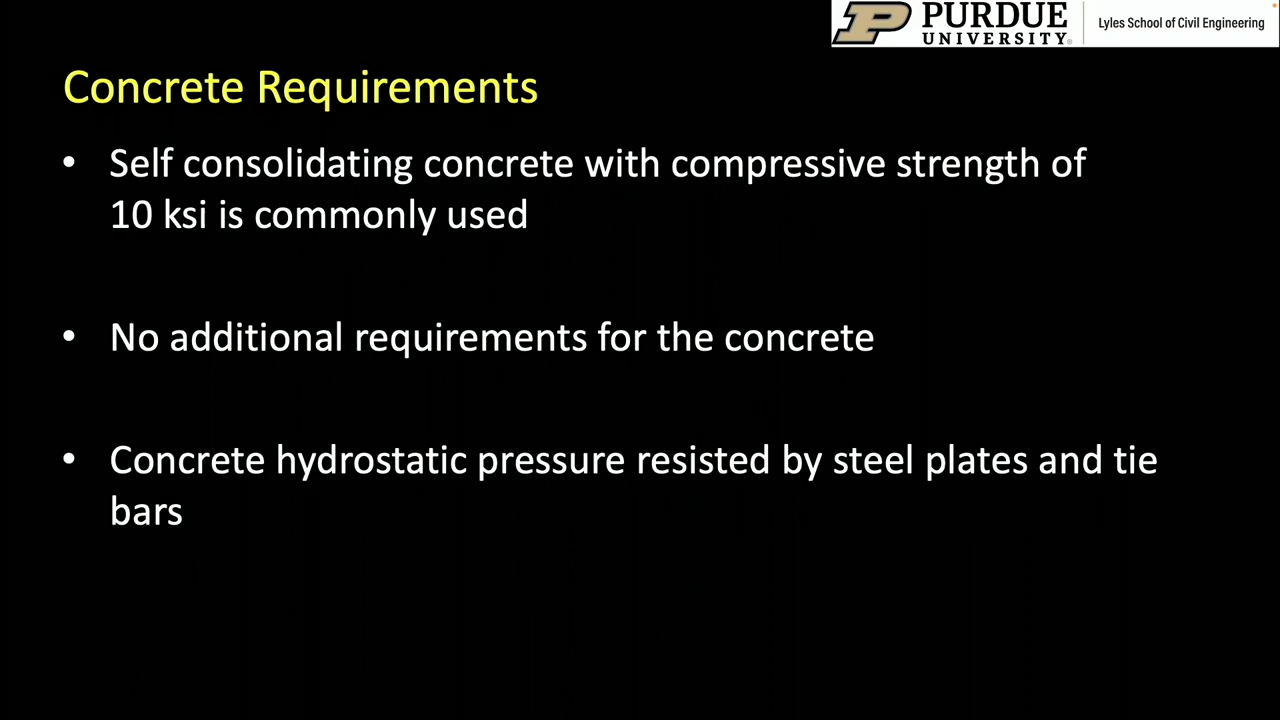 PURDUE
UNIVERSITY®
Lyles School of Civil Engineering
Concrete Requirements
• Self consolidating concrete with compressive strength of
10 ksi is commonly used
• No additional requirements for the concrete
• Concrete hydrostatic pressure resisted by steel plates and tie
bars